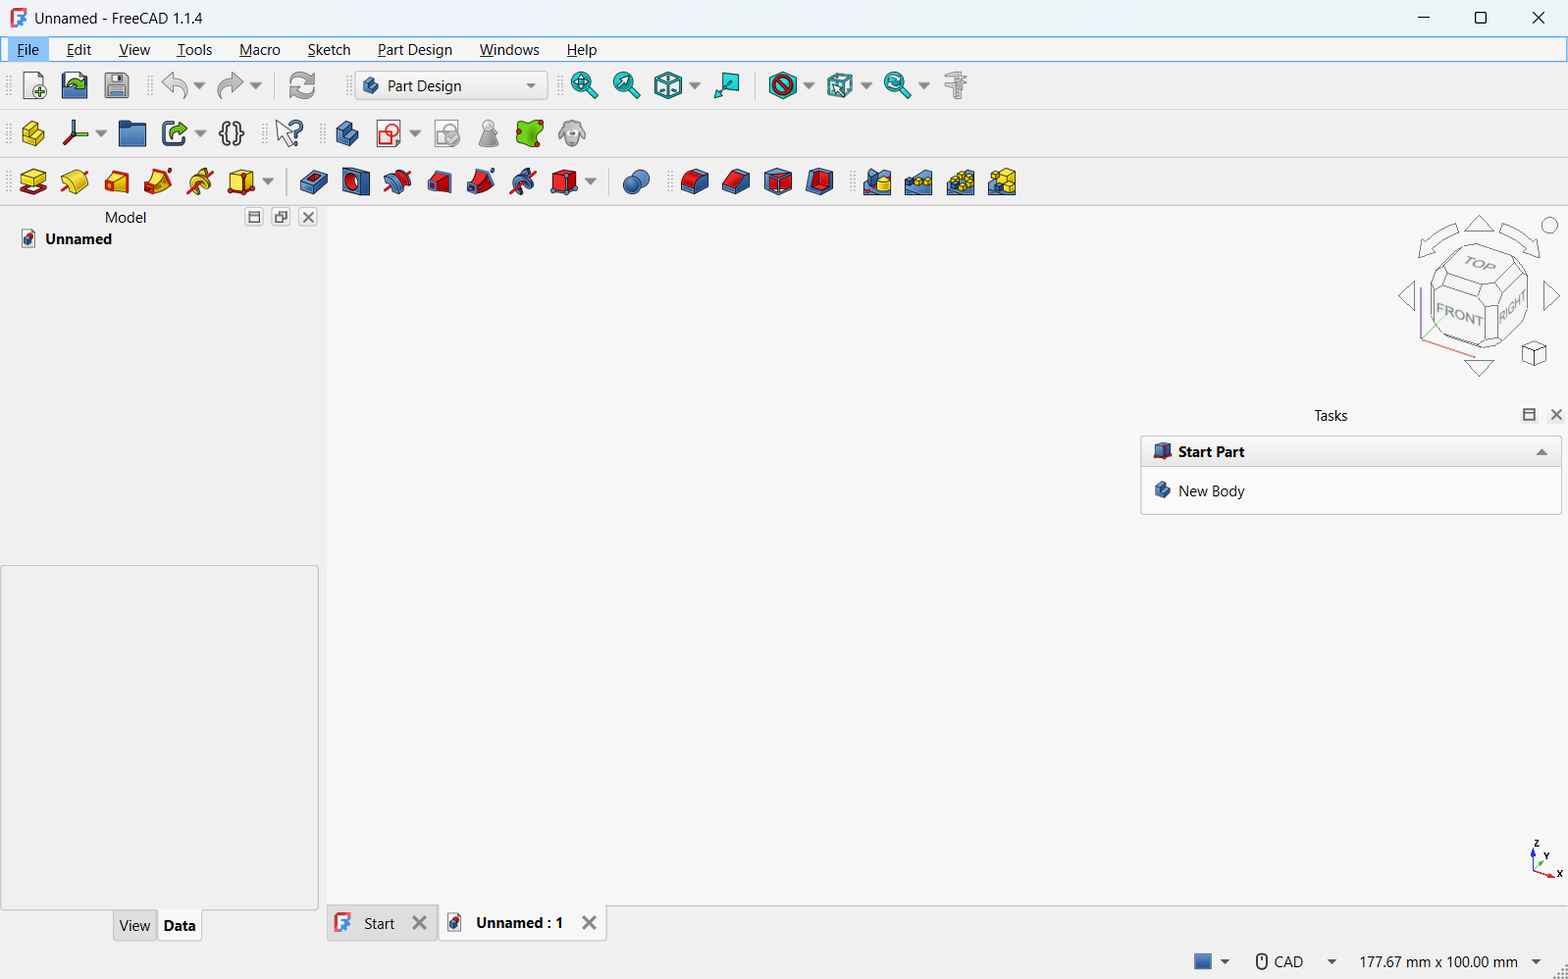 Unnamed - FreeCAD 1.1.4
File Edit View Tools Macro Sketch Part Design Windows Help
Part Design
Model
Unnamed
TOP
FRONT
RIGHT
Tasks
Start Part
New Body
Z
Y
X
View Data
Start
Unnamed : 1
CAD
177.67 mm x 100.00 mm